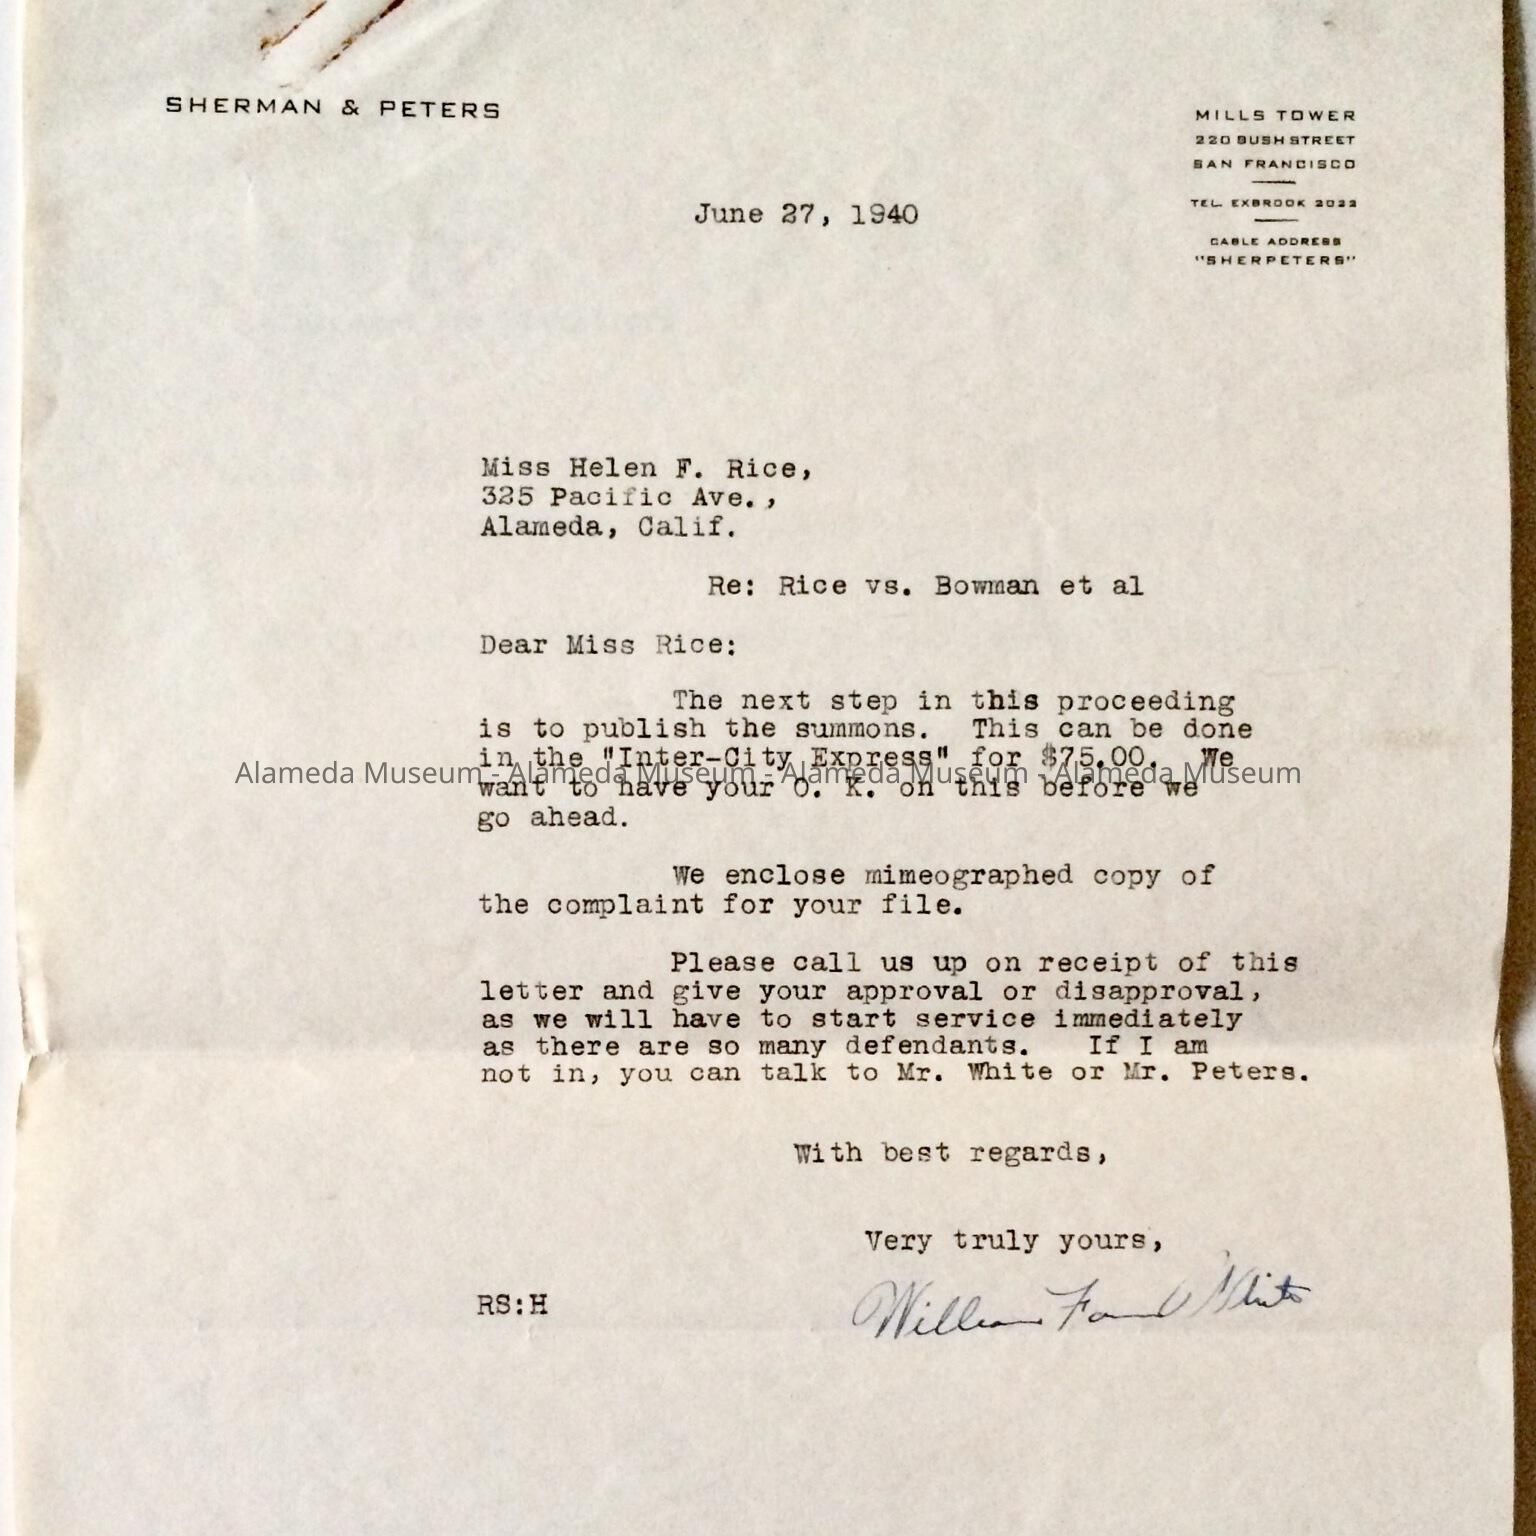 SHERMAN & PETERS
MILLS TOWER
220 BUSH STREET
SAN FRANCISCO
TEL. EXBROOK 2022
CABLE ADDRESS
"SHERPETERS"
June 27, 1940
Miss Helen F. Rice,
325 Pacific Ave.,
Alameda, Calif.
Re: Rice vs. Bowman et al
Dear Miss Rice:
The next step in this proceeding
is to publish the summons. This can be done
in the "Inter-City Express" for $75.00. We
Alameda Museum - Alameda Museum - Alameda Museum - Alameda Museum
want to have your O. K. on this before we
go ahead.
We enclose mimeographed copy of
the complaint for your file.
Please call us up on receipt of this
letter and give your approval or disapproval,
as we will have to start service immediately
as there are so many defendants. If I am
not in, you can talk to Mr. White or Mr. Peters.
With best regards,
Very truly yours,
RS:H
William White